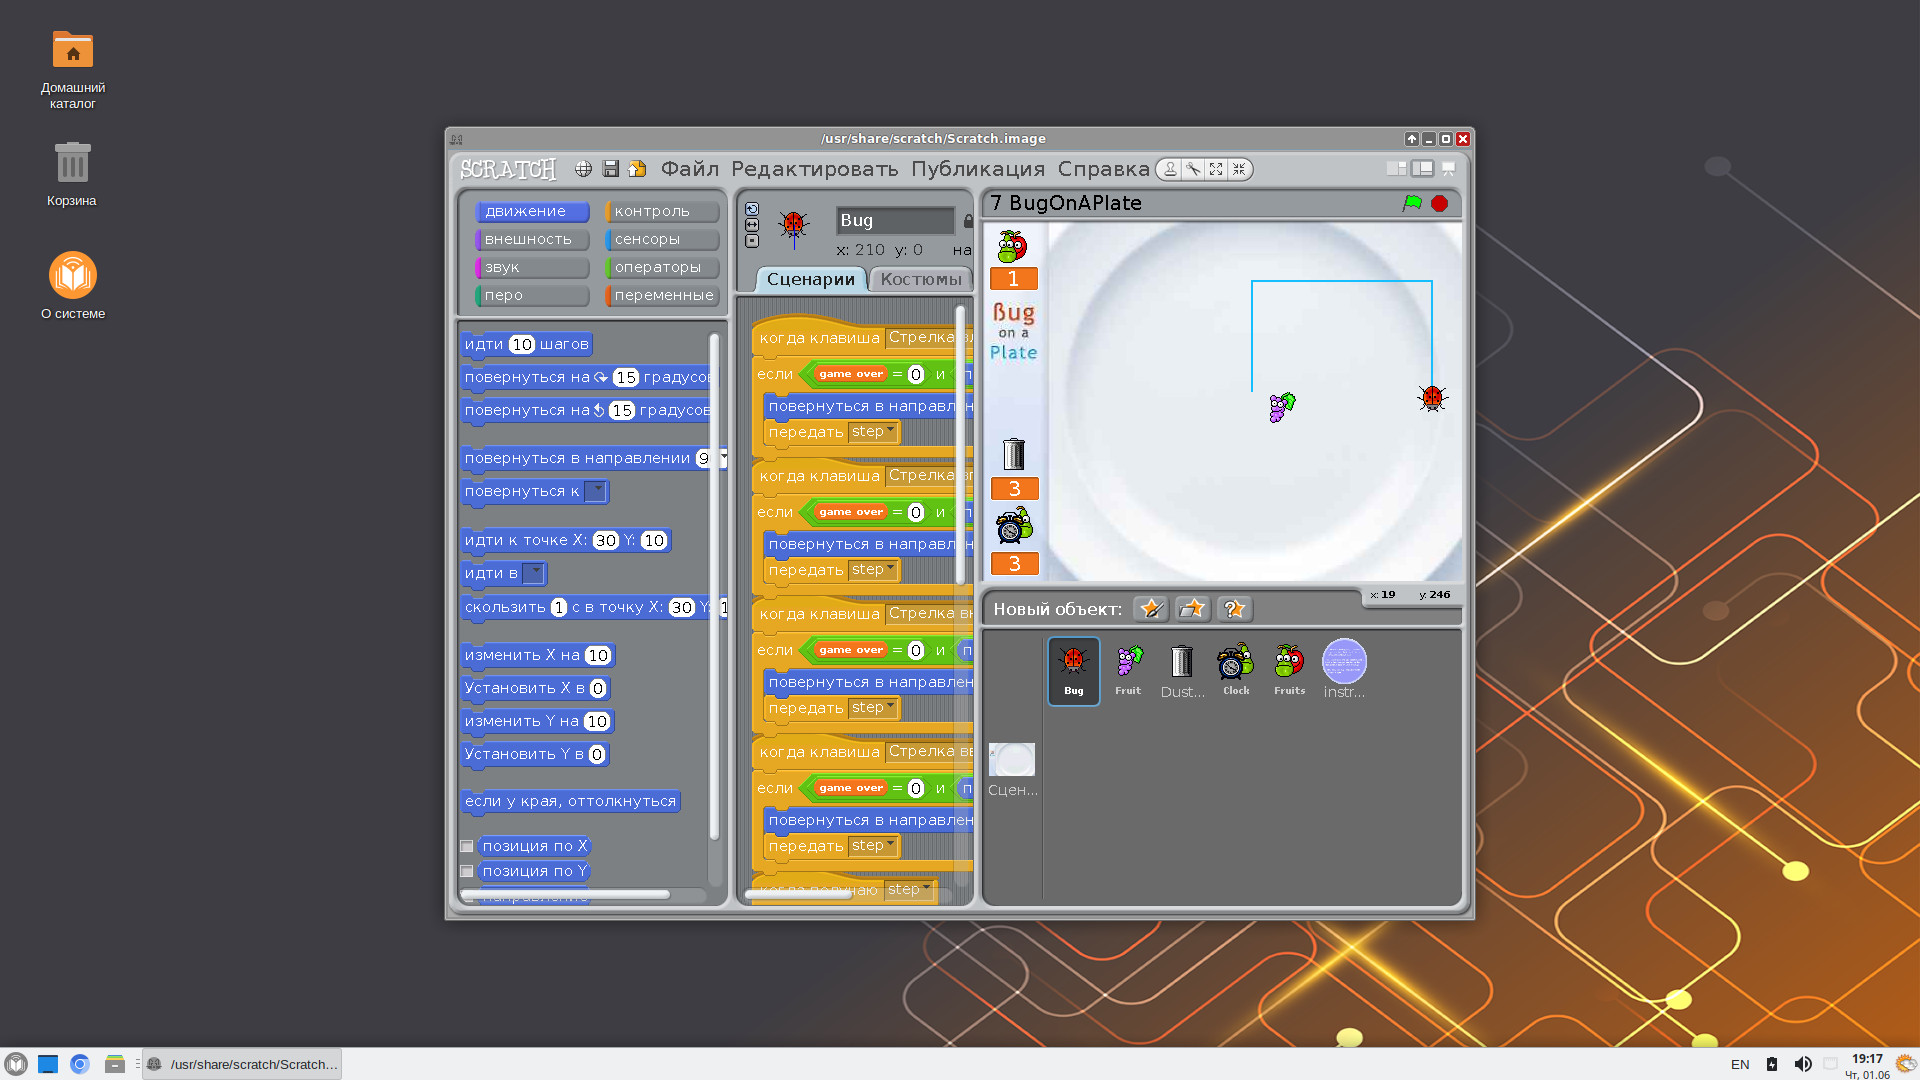 Домашний
каталог
Корзина
О системе
/usr/share/scratch/Scratch.image
SCRATCH
Файл Редактировать Публикация Справка
движение
контроль
внешность
сенсоры
звук
операторы
перо
переменные
идти 10 шагов
повернуться на 15 градусов
повернуться на 15 градусов
повернуться в направлении 9
повернуться к
идти к точке X: 30 Y: 10
идти в
скользить 1 с в точку X: 30 Y: 1
изменить X на 10
Установить X в 0
изменить Y на 10
Установить Y в 0
если у края, оттолкнуться
позиция по X
позиция по Y
направление
Bug
x: 210 y: 0 на
Сценарии
Костюмы
когда клавиша Стрелка
если game over = 0 и
повернуться в направлен
передать step
когда клавиша Стрелка
если game over = 0 и
повернуться в направлен
передать step
когда клавиша Стрелка
если game over = 0 и п
повернуться в направлен
передать step
когда клавиша Стрелка
если game over = 0 и п
повернуться в направлен
передать step
когда получаю step
7 BugOnAPlate
1
Bug
on a
Plate
3
3
x: 19 y: 246
Новый объект:
Bug
Fruit
Dust...
Clock
Fruits
instr...
Сцен...
/usr/share/scratch/Scratch...
EN
19:17
Чт, 01.06